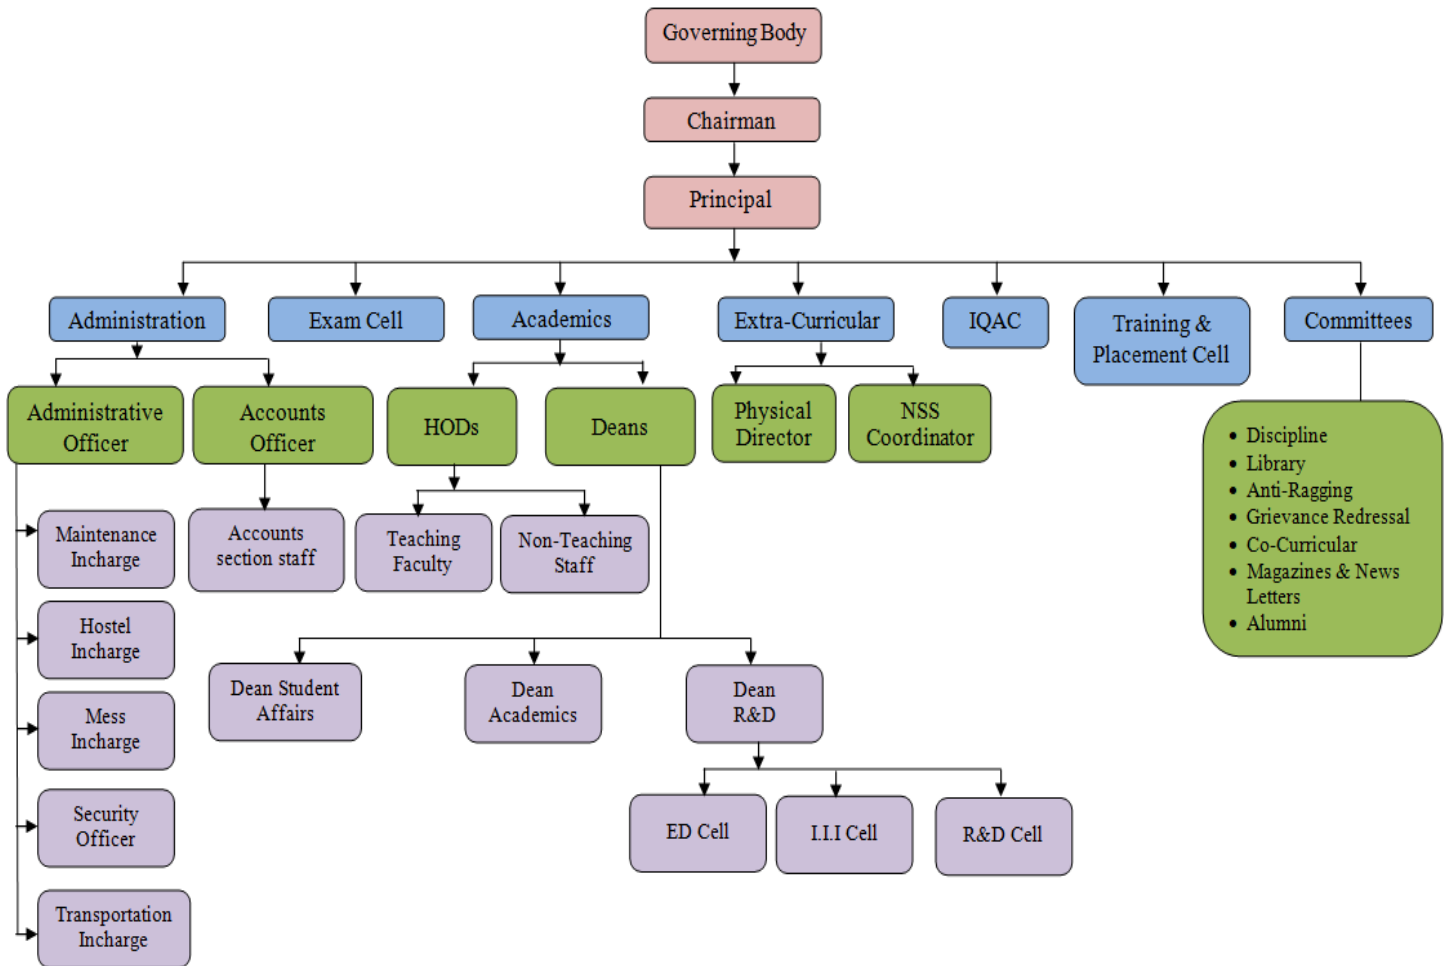 Governing Body
Chairman
Principal
Administration
Exam Cell
Academics
Extra-Curricular
IQAC
Training &
Placement Cell
Committees
Administrative
Officer
Accounts
Officer
HODs
Deans
Physical
Director
NSS
Coordinator
• Discipline
• Library
• Anti-Ragging
• Grievance Redressal
• Co-Curricular
• Magazines & News
Letters
• Alumni
Maintenance
Incharge
Accounts
section staff
Teaching
Faculty
Non-Teaching
Staff
Hostel
Incharge
Dean Student
Affairs
Dean
Academics
Dean
R&D
Mess
Incharge
Security
Officer
ED Cell
I.I.I Cell
R&D Cell
Transportation
Incharge